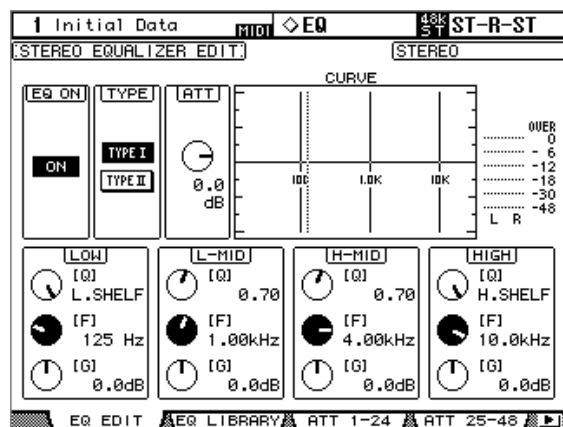 1 Initial Data MIDI ◇EQ 48K ST ST-R-ST
STEREO EQUALIZER EDIT STEREO
CURVE
EQ ON TYPE ATT
ON
TYPE I
TYPE II
0.0
dB
100 1.0K 10K
OVER
0
- 6
-12
-18
-30
-48
L R
LOW L-MID H-MID HIGH
[Q] [Q] [Q] [Q]
L.SHELF 0.70 0.70 H.SHELF
[F] [F] [F] [F]
125 Hz 1.00kHz 4.00kHz 10.0kHz
[G] [G] [G] [G]
0.0dB 0.0dB 0.0dB 0.0dB
EQ EDIT EQ LIBRARY ATT 1-24 ATT 25-48